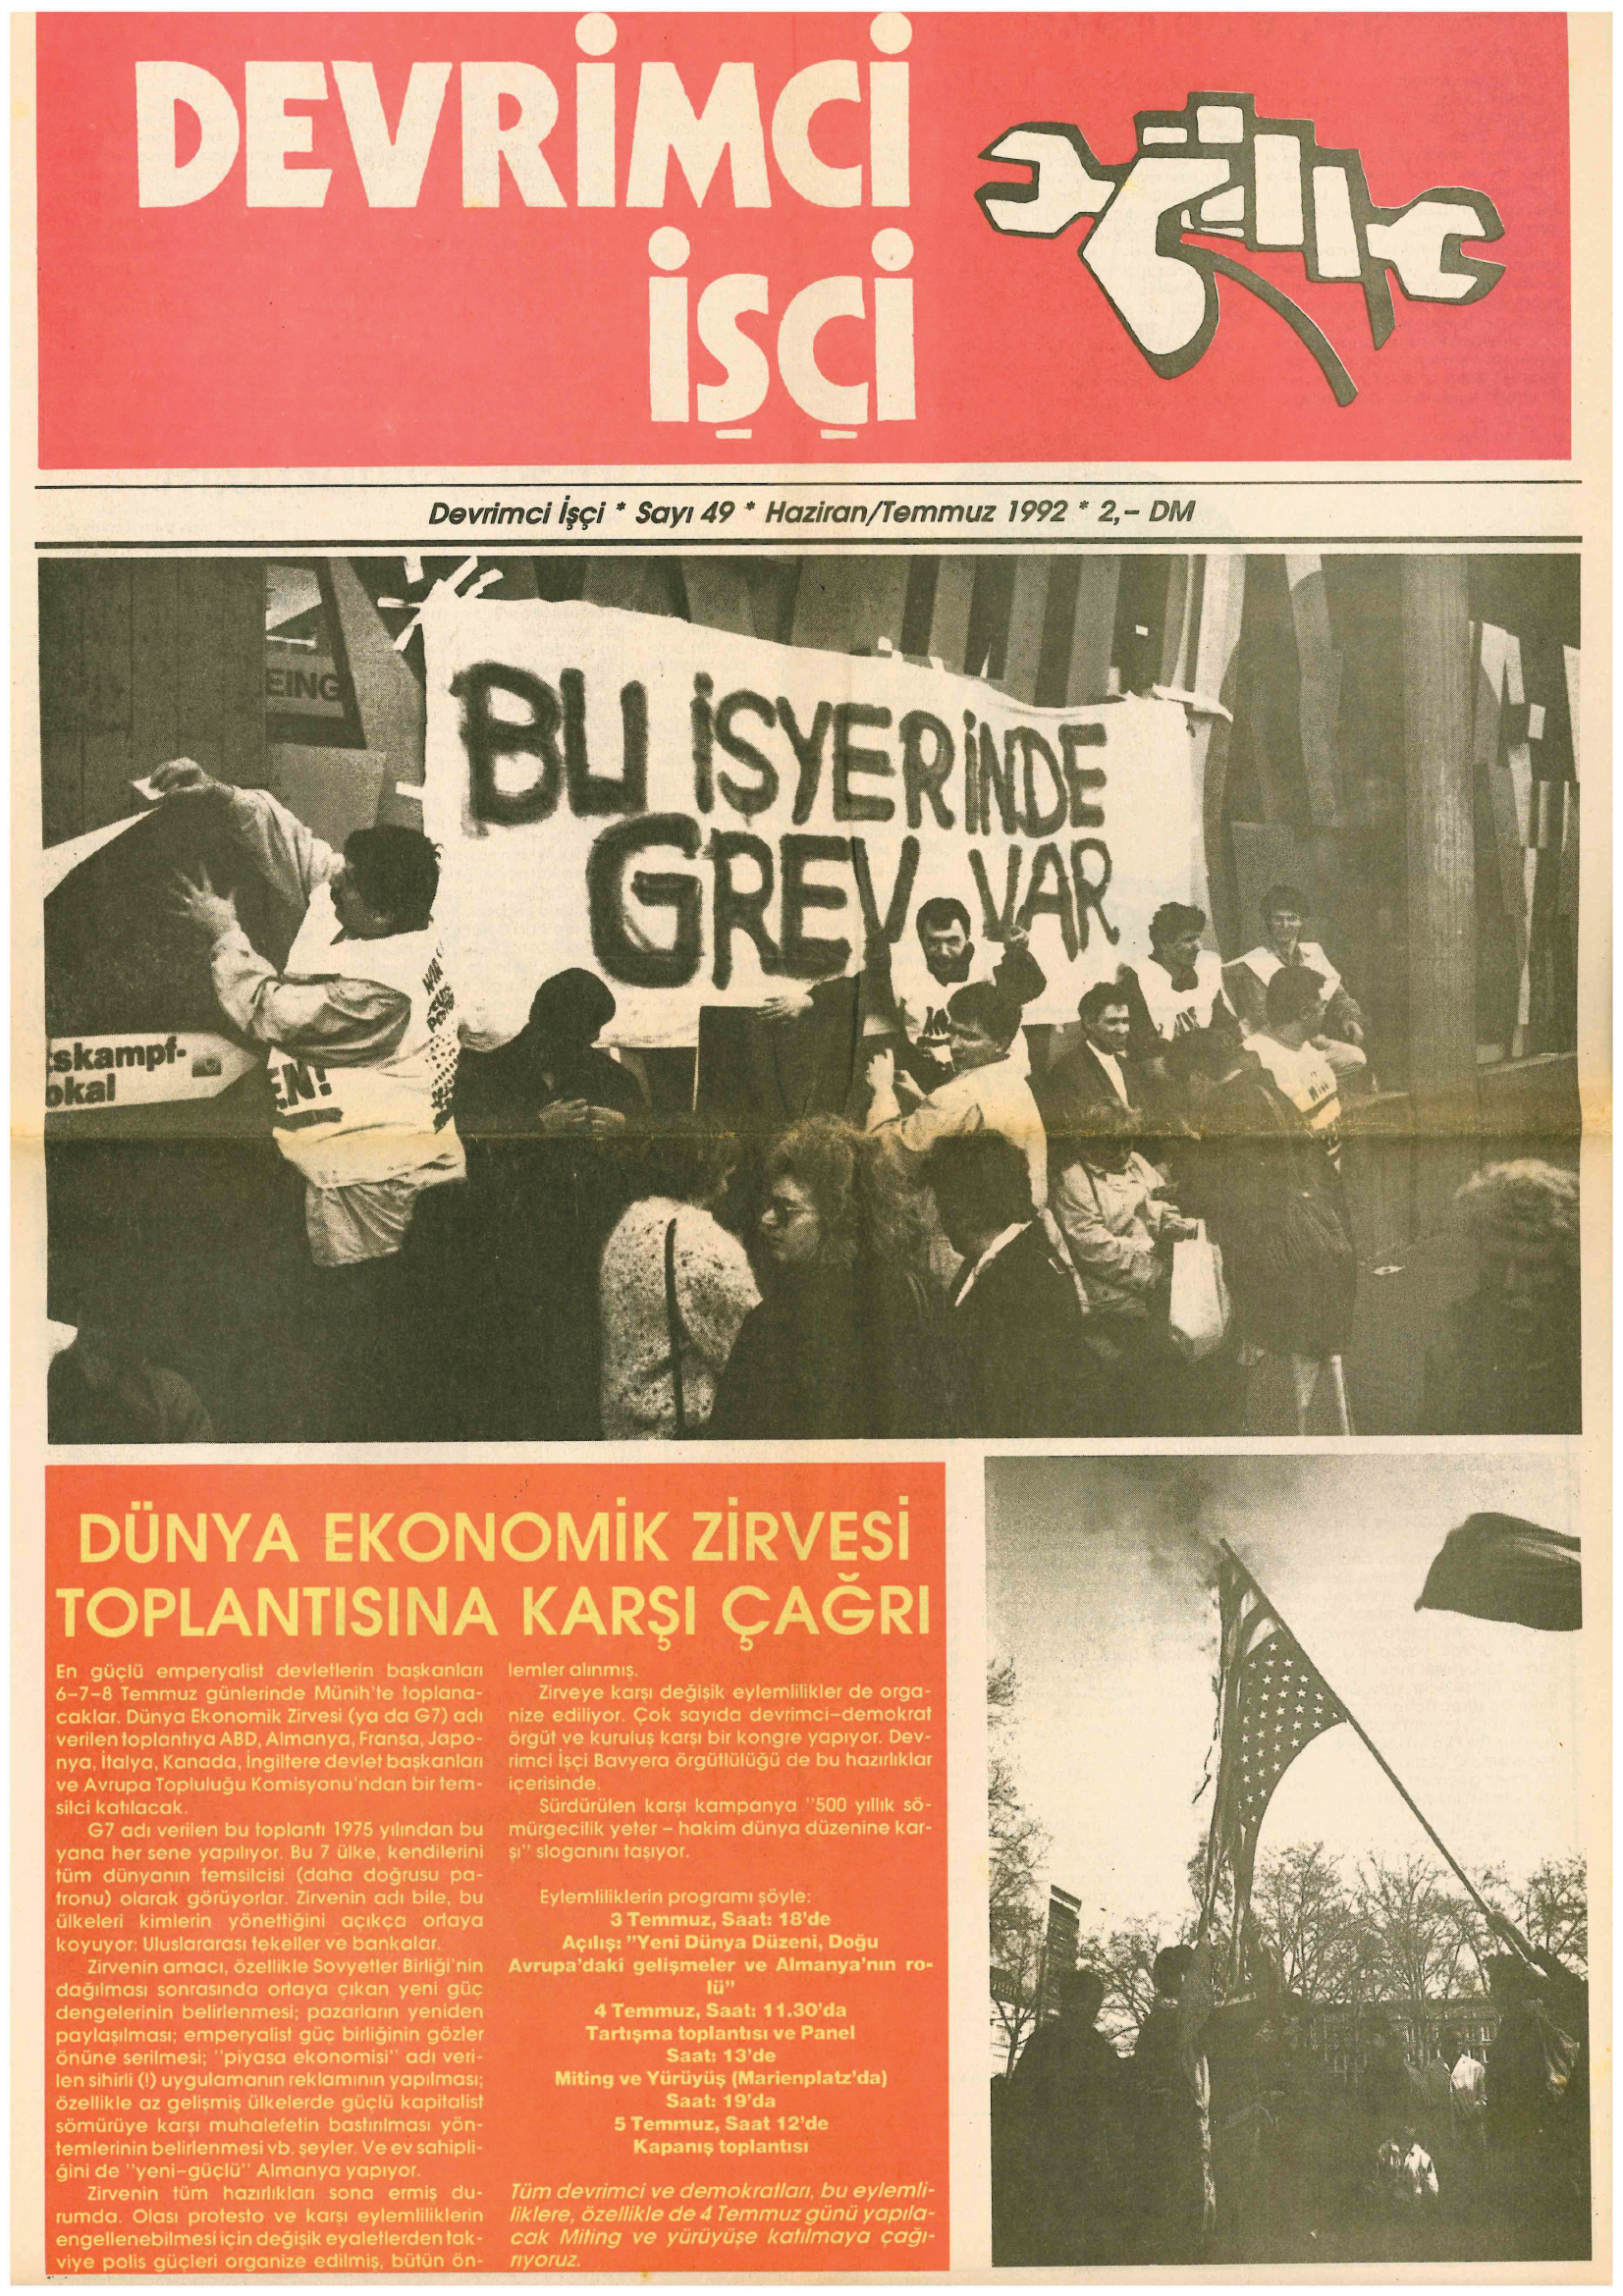 DEVRİMCİ
İŞÇİ
Devrimci İşçi * Sayı 49 * Haziran/Temmuz 1992 * 2,– DM
EING
BU İSYERİNDE
GREV VAR
skampf-
okal
EN!
DÜNYA EKONOMİK ZİRVESİ
TOPLANTISINA KARŞI ÇAĞRI
En güçlü emperyalist devletlerin başkanları
6–7–8 Temmuz günlerinde Münih'te toplana-
caklar. Dünya Ekonomik Zirvesi (ya da G7) adı
verilen toplantıya ABD, Almanya, Fransa, Japo-
nya, İtalya, Kanada, İngiltere devlet başkanları
ve Avrupa Topluluğu Komisyonu'ndan bir tem-
silci katılacak.
G7 adı verilen bu toplantı 1975 yılından bu
yana her sene yapılıyor. Bu 7 ülke, kendilerini
tüm dünyanın temsilcisi (daha doğrusu pa-
tronu) olarak görüyorlar. Zirvenin adı bile, bu
ülkeleri kimlerin yönettiğini açıkça ortaya
koyuyor: Uluslararası tekeller ve bankalar.
Zirvenin amacı, özellikle Sovyetler Birliği'nin
dağılması sonrasında ortaya çıkan yeni güç
dengelerinin belirlenmesi; pazarların yeniden
paylaşılması; emperyalist güç birliğinin gözler
önüne serilmesi; "piyasa ekonomisi" adı veri-
len sihirli (!) uygulamanın reklamının yapılması;
özellikle az gelişmiş ülkelerde güçlü kapitalist
sömürüye karşı muhalefetin bastırılması yön-
temlerinin belirlenmesi vb. şeyler. Ve ev sahipli-
ğini de "yeni–güçlü" Almanya yapıyor.
Zirvenin tüm hazırlıkları sona ermiş du-
rumda. Olası protesto ve karşı eylemliliklerin
engellenebilmesi için değişik eyaletlerden tak-
viye polis güçleri organize edilmiş, bütün ön-
lemler alınmış.
Zirveye karşı değişik eylemlilikler de orga-
nize ediliyor. Çok sayıda devrimci–demokrat
örgüt ve kuruluş karşı bir kongre yapıyor. Dev-
rimci İşçi Bavyera örgütlülüğü de bu hazırlıklar
içerisinde.
Sürdürülen karşı kampanya "500 yıllık sö-
mürgecilik yeter – hakim dünya düzenine kar-
şı" sloganını taşıyor.
Eylemliliklerin programı şöyle:
3 Temmuz, Saat: 18'de
Açılış: "Yeni Dünya Düzeni, Doğu
Avrupa'daki gelişmeler ve Almanya'nın ro-
lü"
4 Temmuz, Saat: 11.30'da
Tartışma toplantısı ve Panel
Saat: 13'de
Miting ve Yürüyüş (Marienplatz'da)
Saat: 19'da
5 Temmuz, Saat 12'de
Kapanış toplantısı
Tüm devrimci ve demokratları, bu eylemli-
liklere, özellikle de 4 Temmuz günü yapıla-
cak Miting ve yürüyüşe katılmaya çağı-
rıyoruz.